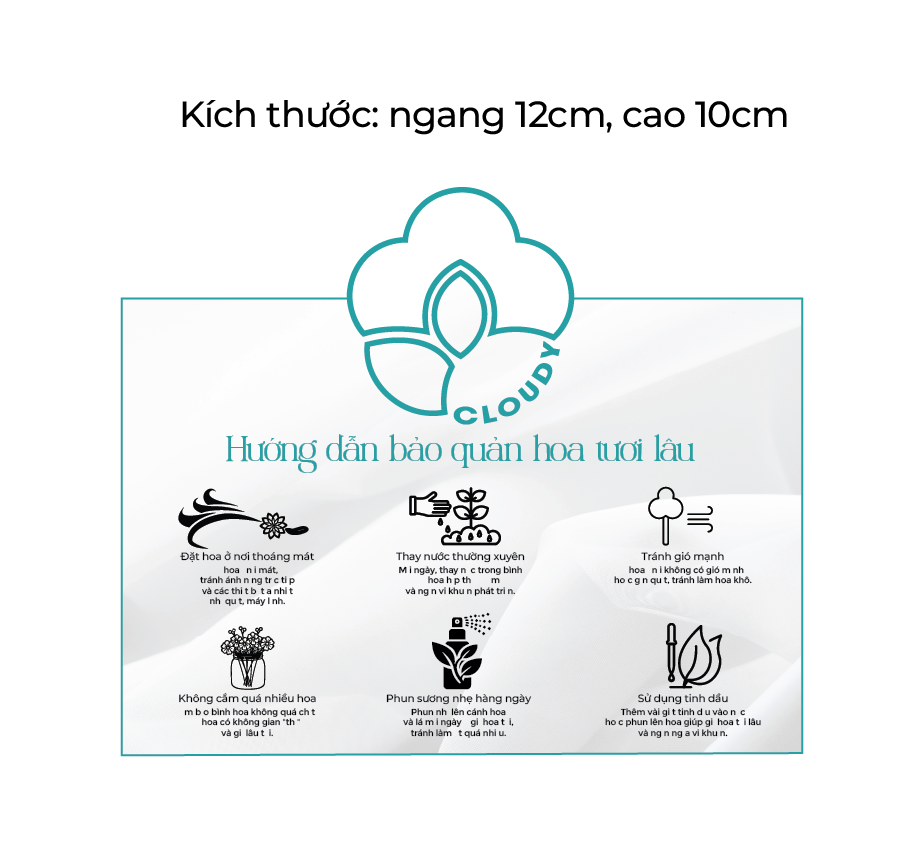 Kích thước: ngang 12cm, cao 10cm
CLOUDY
Hướng dẫn bảo quản hoa tươi lâu
Đặt hoa ở nơi thoáng mát
hoa n i mát,
tránh ánh n ng tr c ti p
và các thi t b t a nhi t
nh qu t, máy l nh.
Thay nước thường xuyên
M i ngày, thay n c trong bình
hoa h p th m
và ng n vi khu n phát tri n.
Tránh gió mạnh
hoa n i không có gió m nh
ho c g n qu t, tránh làm hoa khô.
Không cắm quá nhiều hoa
m b o bình hoa không quá ch t
hoa có không gian "th "
và gi lâu t i.
Phun sương nhẹ hàng ngày
Phun nh lên cánh hoa
và lá m i ngày gi hoa t i,
tránh làm t quá nhi u.
Sử dụng tinh dầu
Thêm vài gi t tinh d u vào n c
ho c phun lên hoa giúp gi hoa t i lâu
và ng n ng a vi khu n.